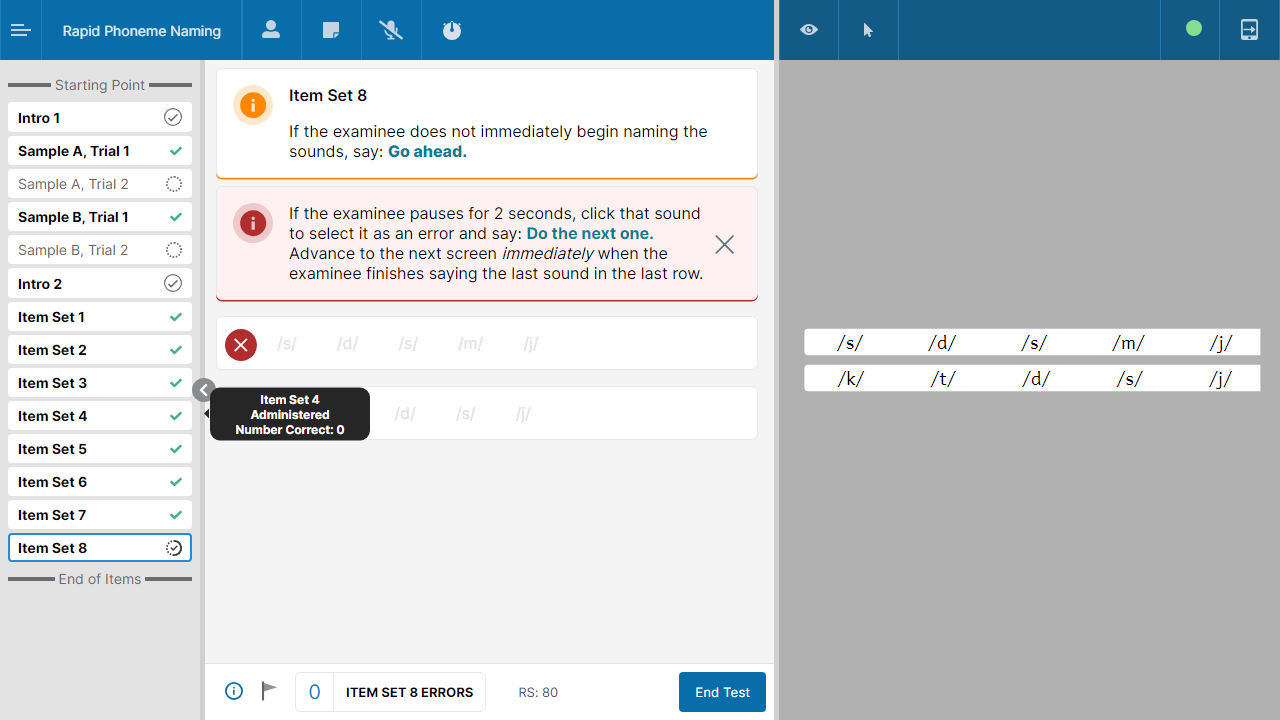 Rapid Phoneme Naming
Starting Point
Intro 1
Sample A, Trial 1
Sample A, Trial 2
Sample B, Trial 1
Sample B, Trial 2
Intro 2
Item Set 1
Item Set 2
Item Set 3
Item Set 4
Item Set 5
Item Set 6
Item Set 7
Item Set 8
End of Items
Item Set 8
If the examinee does not immediately begin naming the
sounds, say: Go ahead.
If the examinee pauses for 2 seconds, click that sound
to select it as an error and say: Do the next one.
Advance to the next screen immediately when the
examinee finishes saying the last sound in the last row.
/s/ /d/ /s/ /m/ /j/
Item Set 4
Administered
Number Correct: 0
/d/ /s/ /j/
0 ITEM SET 8 ERRORS RS: 80 End Test
/s/ /d/ /s/ /m/ /j/
/k/ /t/ /d/ /s/ /j/